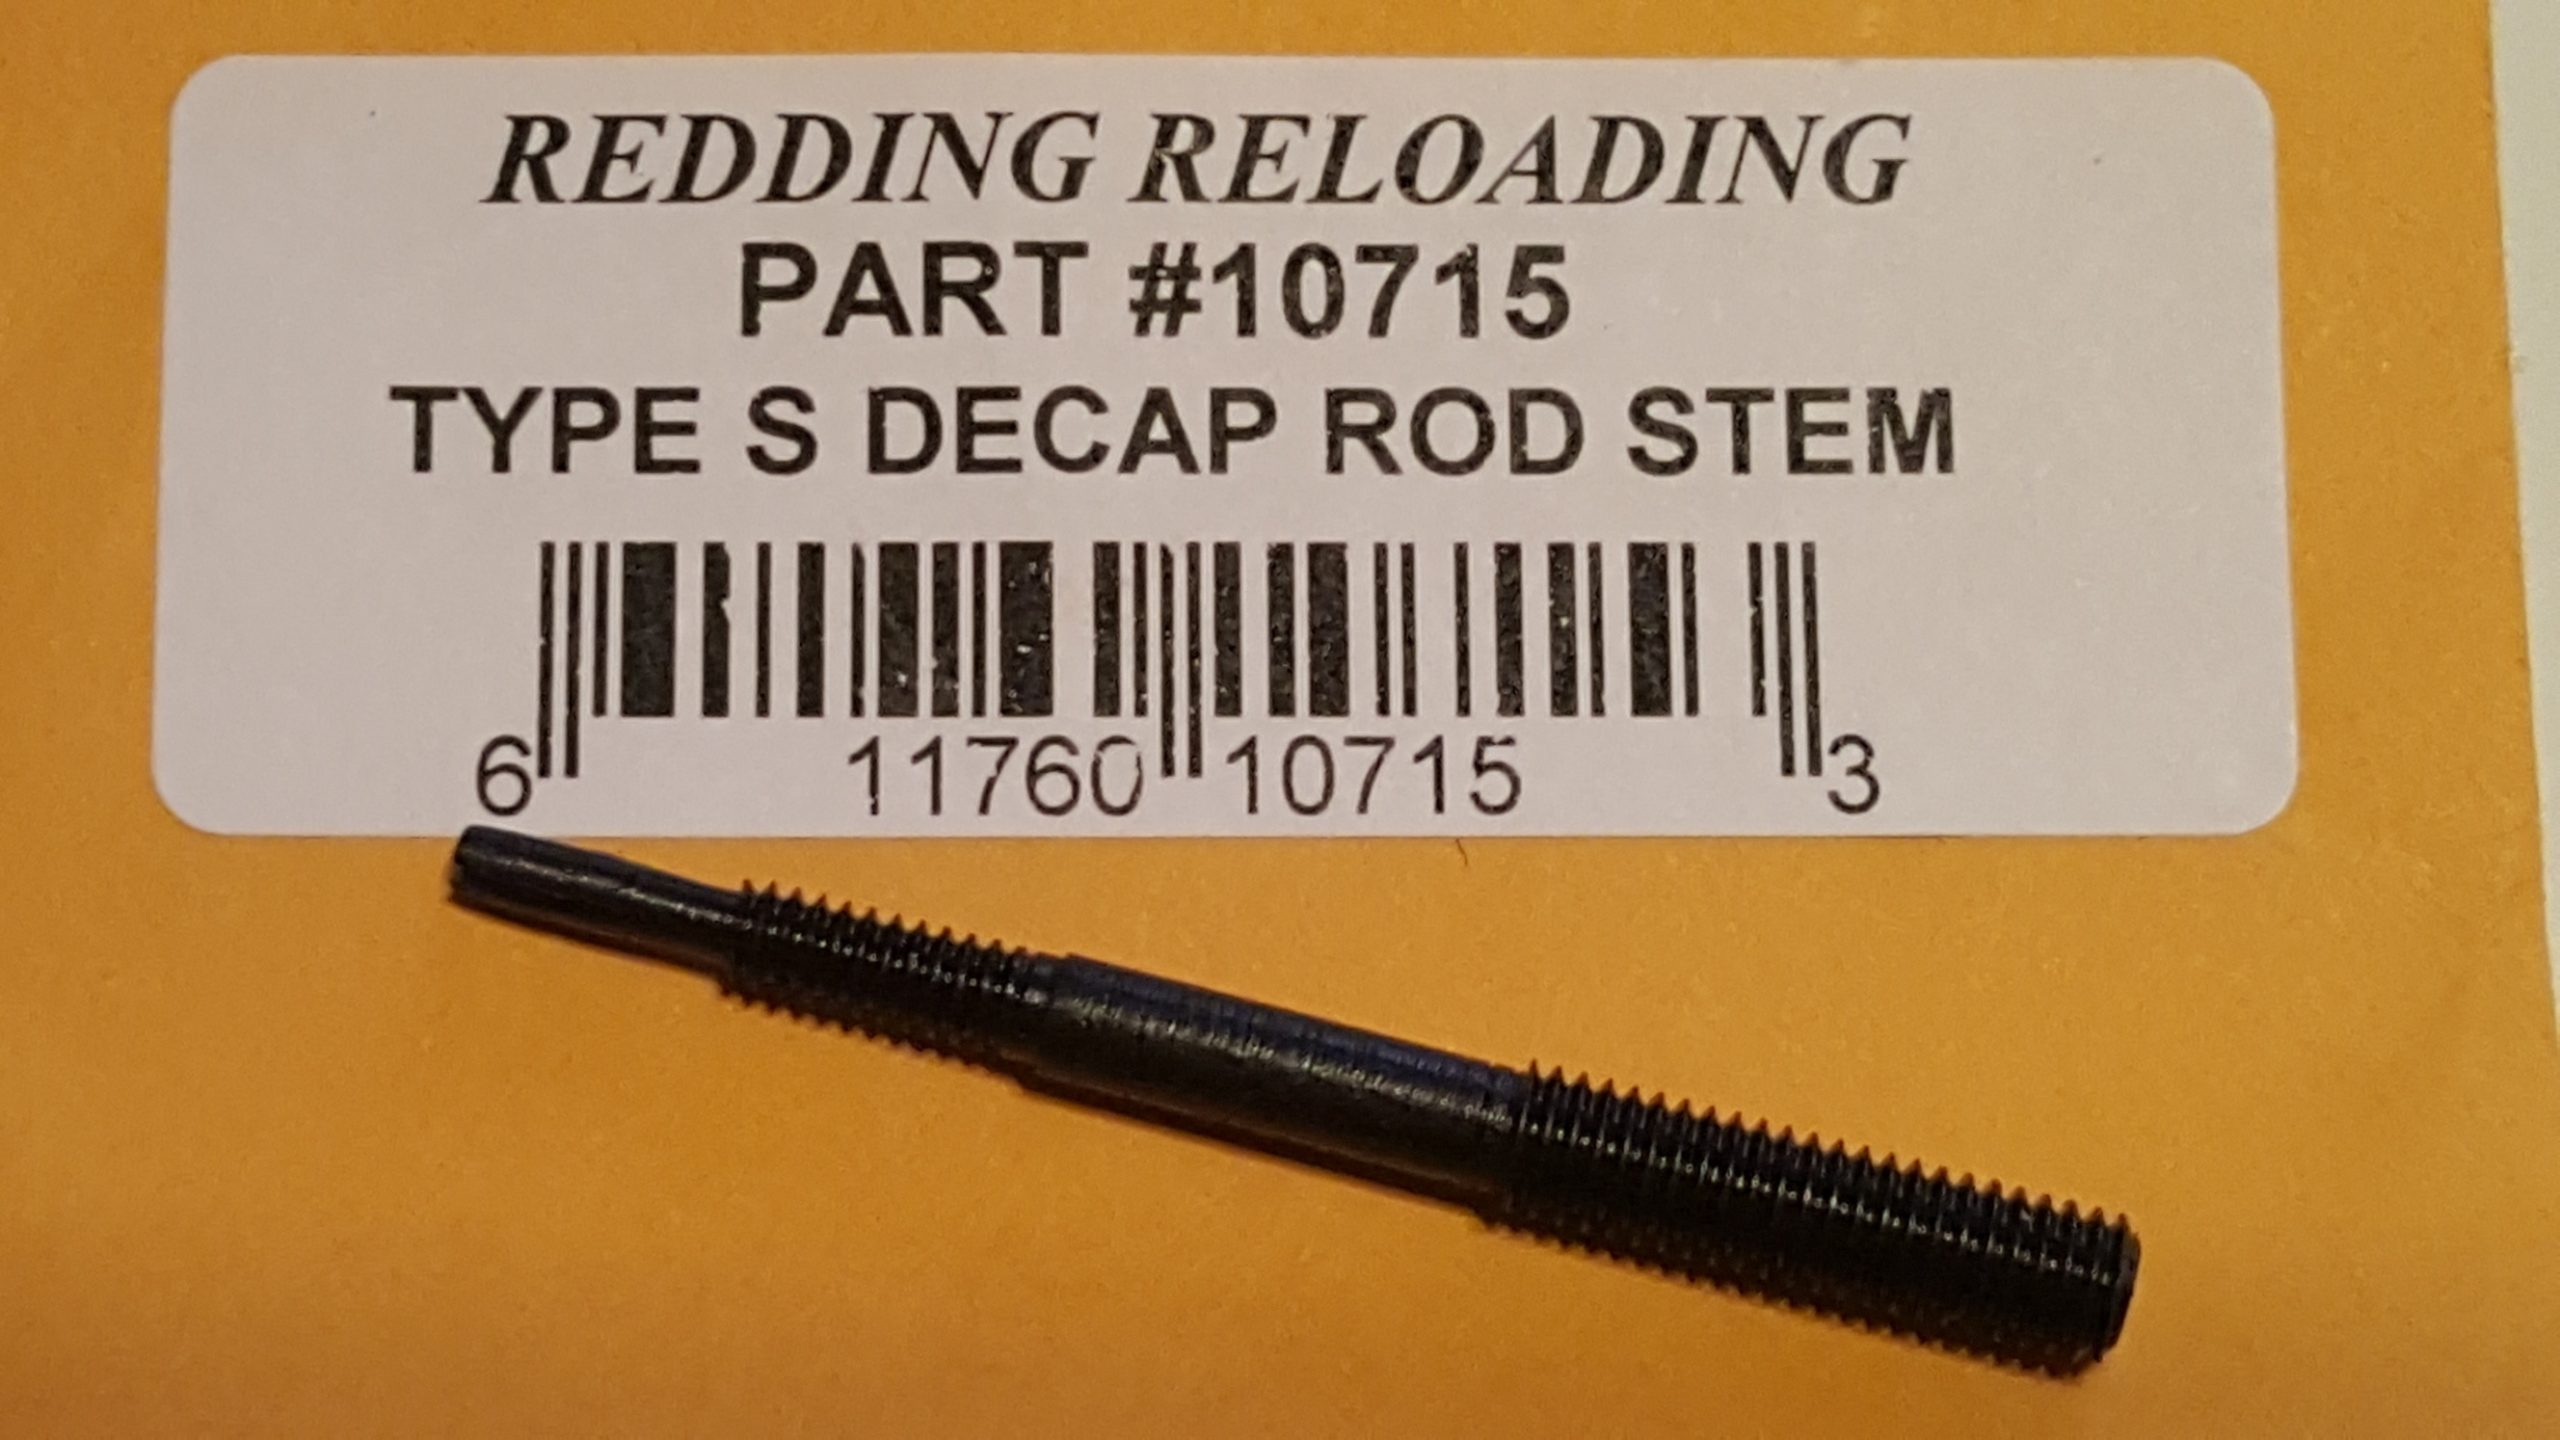 REDDING RELOADING
PART #10715
TYPE S DECAP ROD STEM
6 11760 10715 3